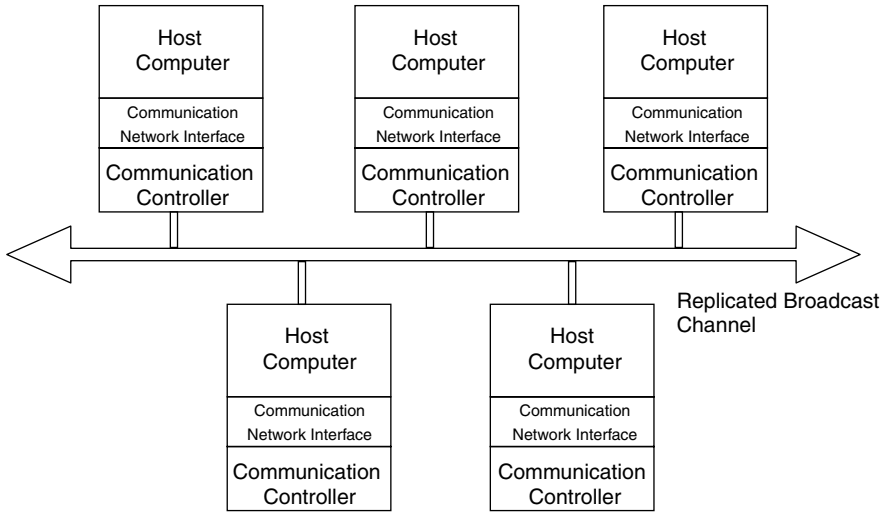 Host
Computer
Communication
Network Interface
Communication
Controller
Host
Computer
Communication
Network Interface
Communication
Controller
Host
Computer
Communication
Network Interface
Communication
Controller
Replicated Broadcast
Channel
Host
Computer
Communication
Network Interface
Communication
Controller
Host
Computer
Communication
Network Interface
Communication
Controller